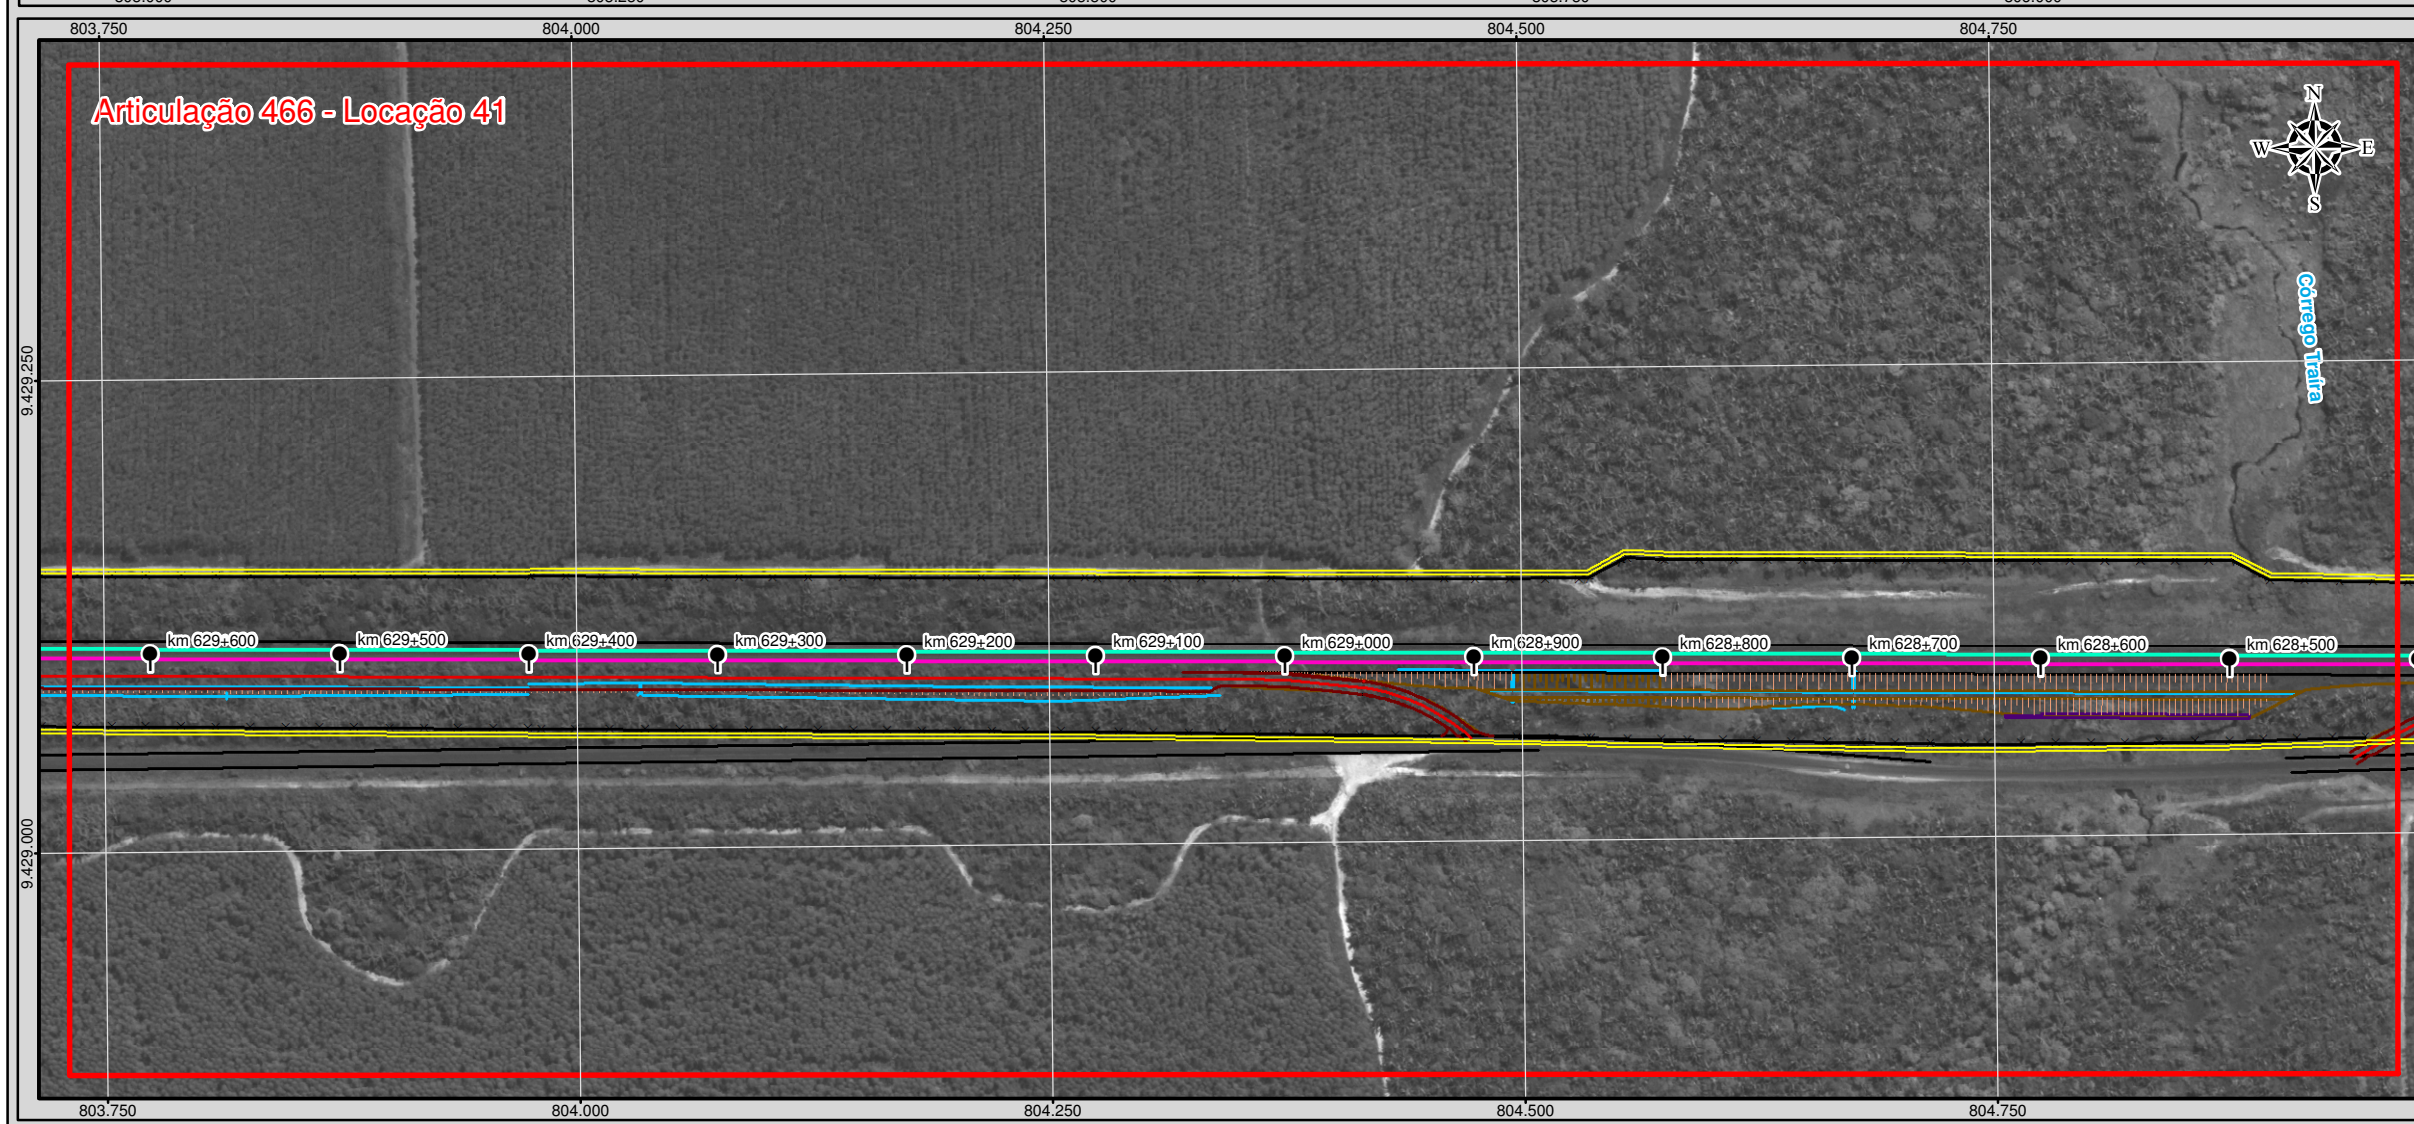 803.750 804.000 804.250 804.500 804.750
Articulação 466 - Locação 41
N
W E
S
Córrego Traíra
9.429.250
km 629+600 km 629+500 km 629+400 km 629+300 km 629+200 km 629+100 km 629+000 km 628+900 km 628+800 km 628+700 km 628+600 km 628+500
9.429.000
803.750 804.000 804.250 804.500 804.750